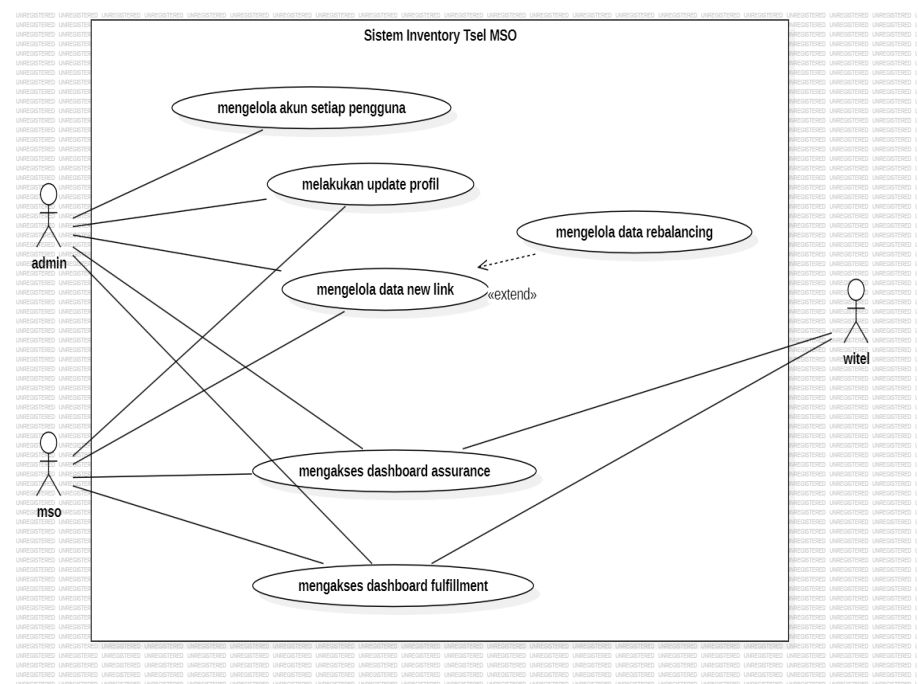 Sistem Inventory Tsel MSO
mengelola akun setiap pengguna
melakukan update profil
mengelola data rebalancing
admin
mengelola data new link
«extend»
witel
mengakses dashboard assurance
mso
mengakses dashboard fulfillment
UNREGISTERED